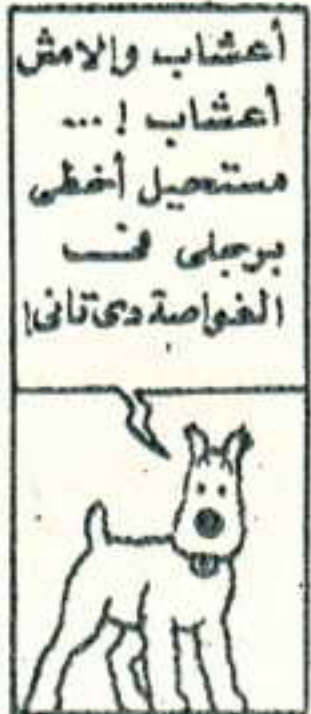 أعشاب والامش
أعشاب !...
مستحيل أخطى
برجلى فى
الغواصة دى تانى!